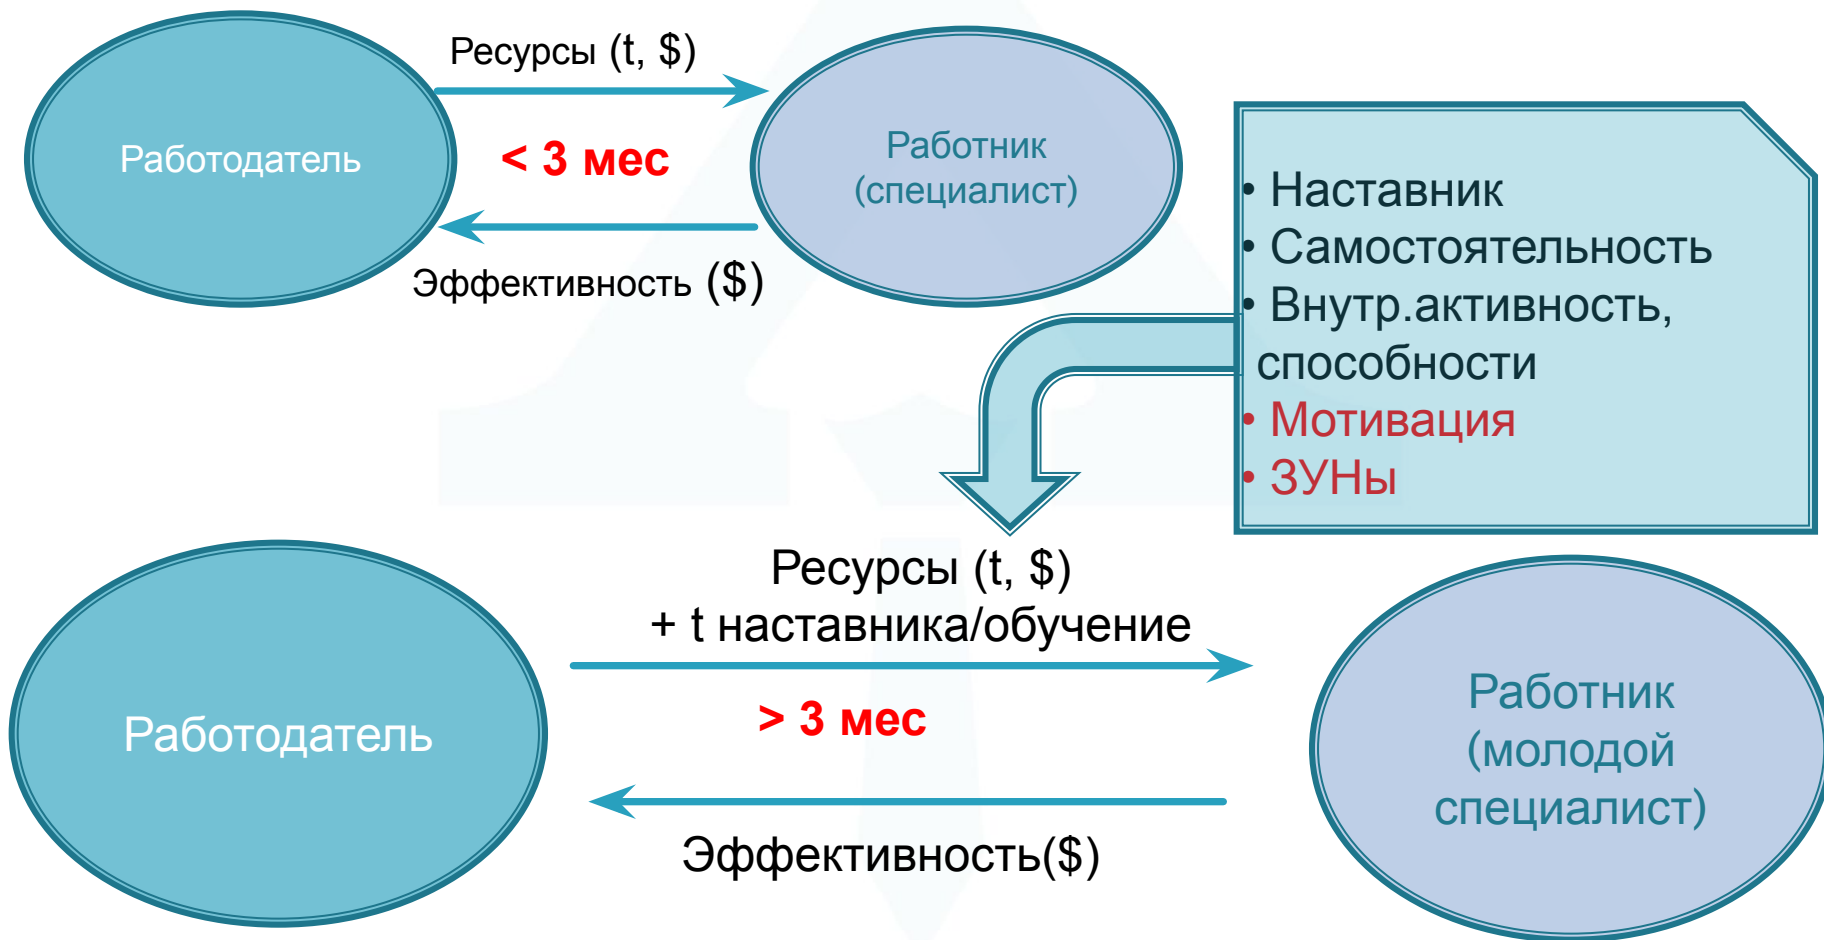 Ресурсы (t, $)
Работодатель
< 3 мес
Работник
(специалист)
Эффективность ($)
• Наставник
• Самостоятельность
• Внутр.активность,
способности
• Мотивация
• ЗУНы
Ресурсы (t, $)
+ t наставника/обучение
Работодатель
> 3 мес
Работник
(молодой
специалист)
Эффективность($)